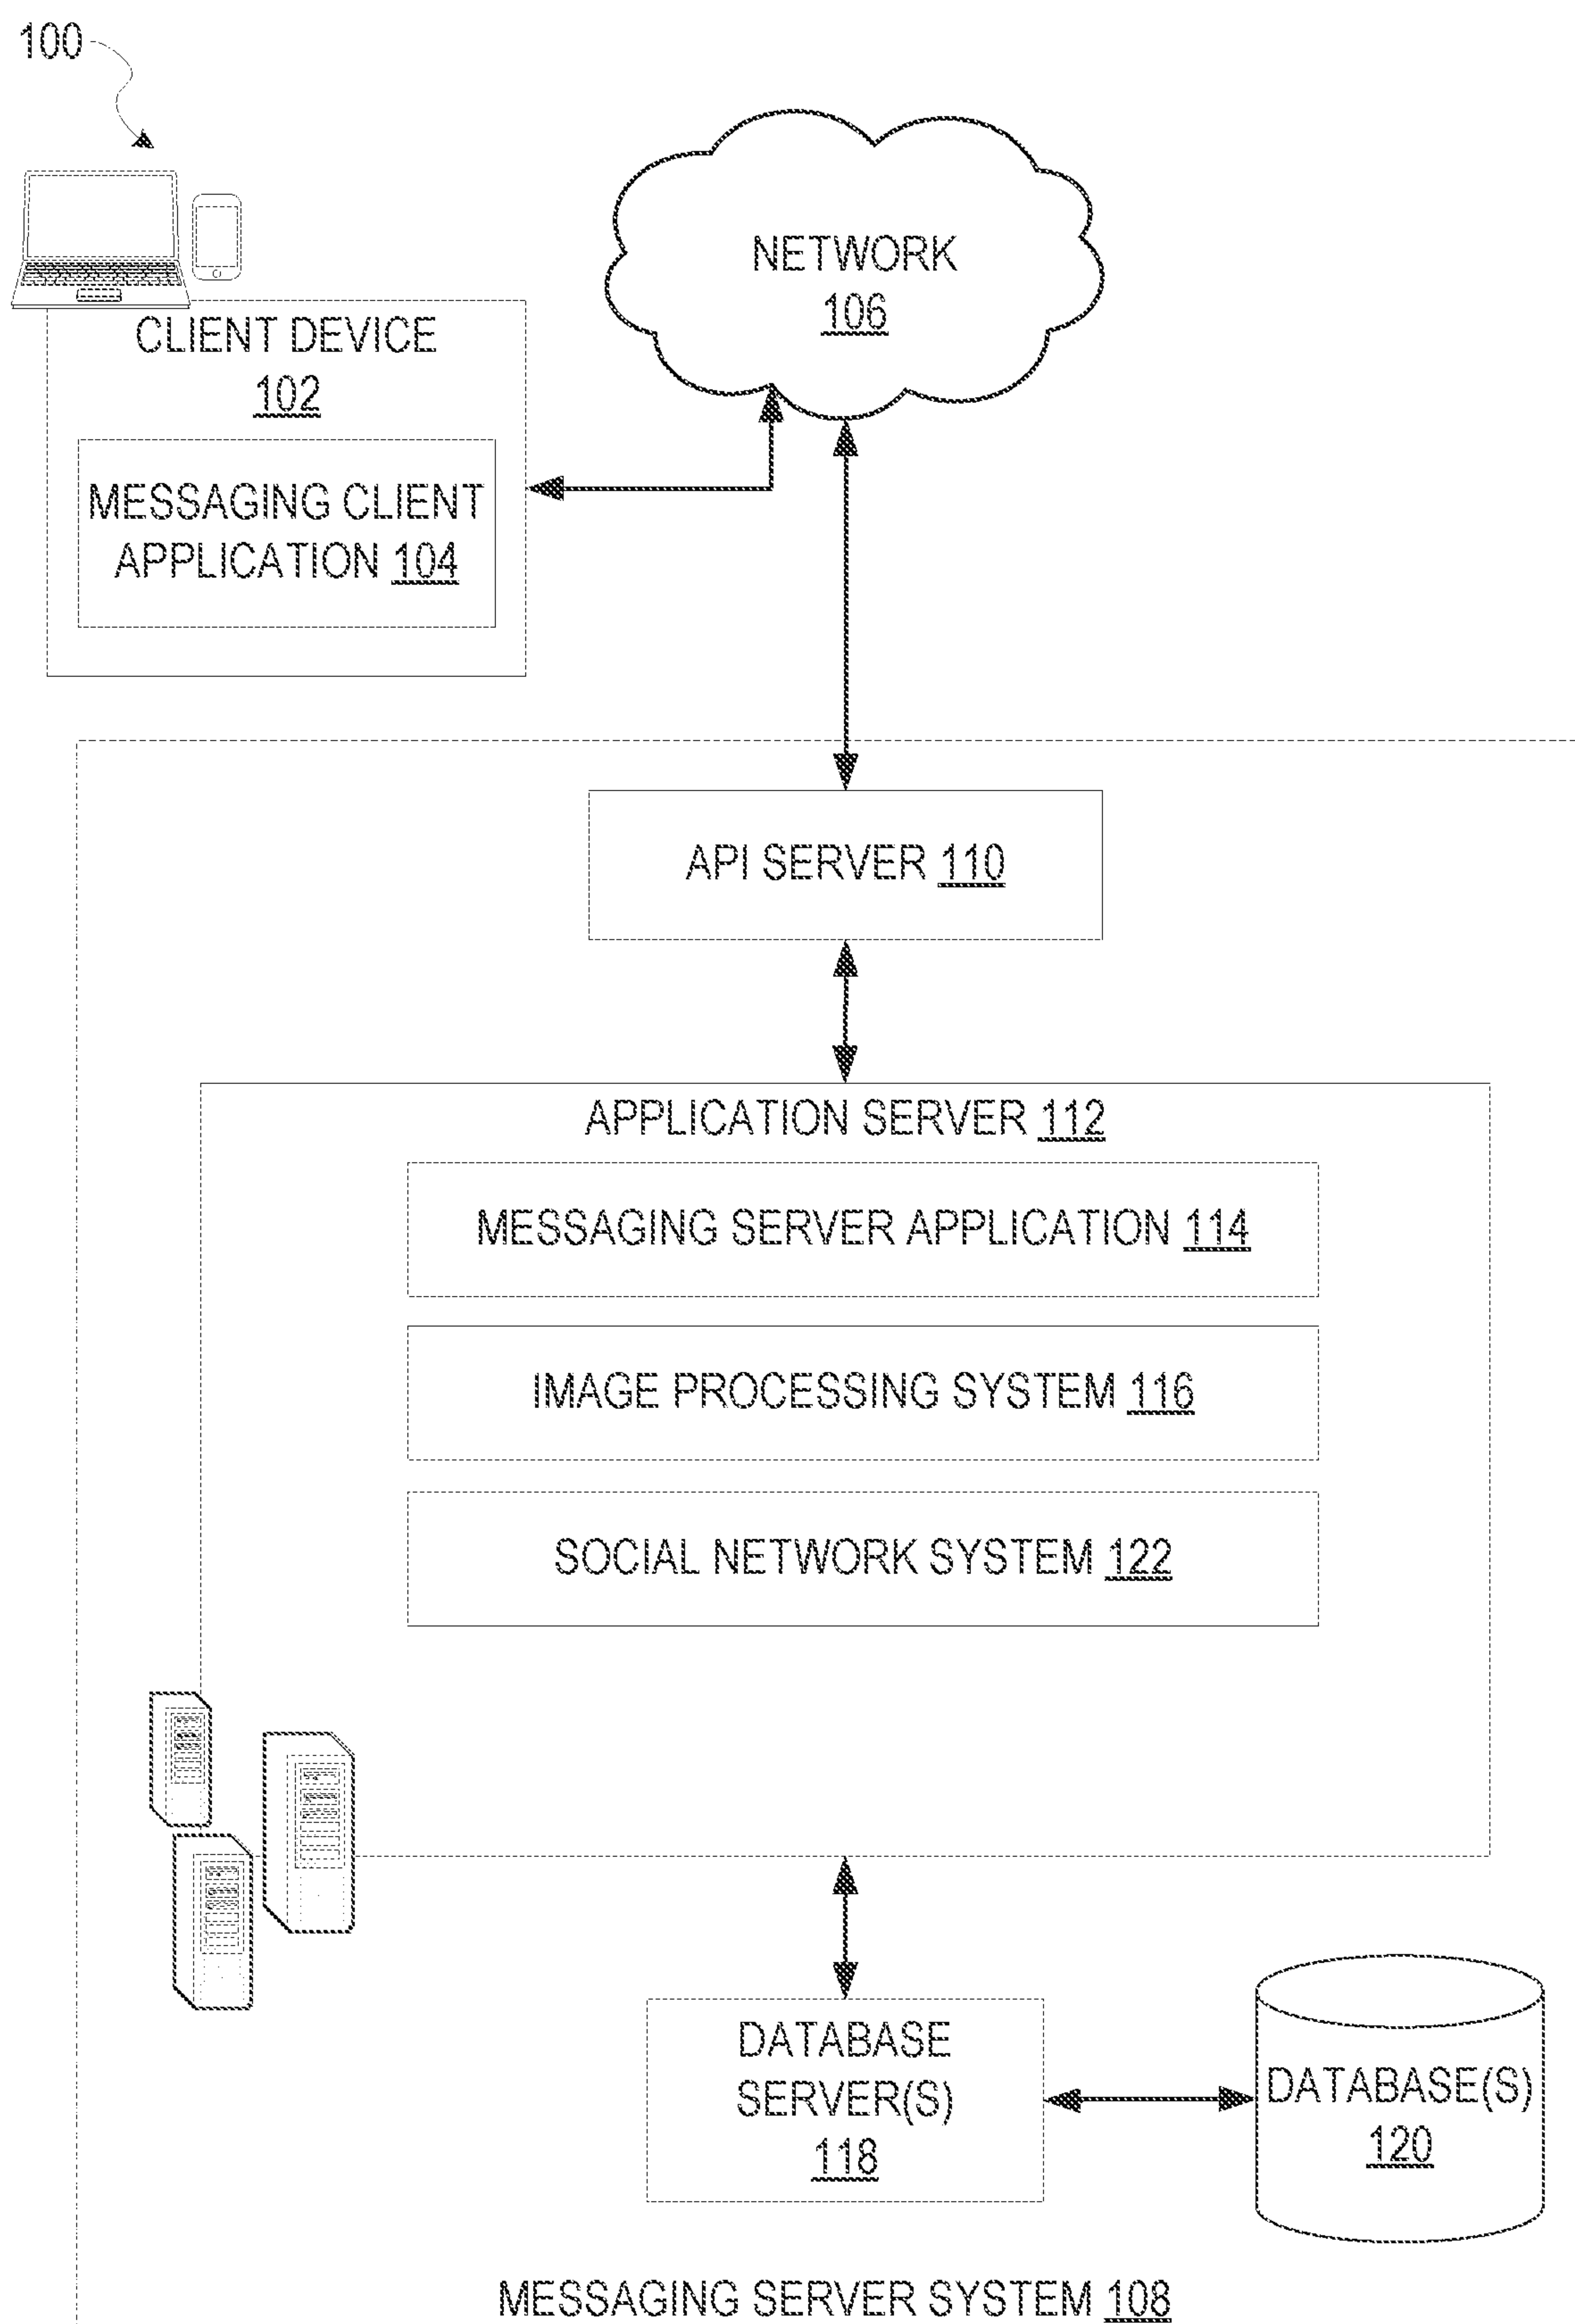 100
NETWORK
106
CLIENT DEVICE
102
MESSAGING CLIENT
APPLICATION 104
API SERVER 110
APPLICATION SERVER 112
MESSAGING SERVER APPLICATION 114
IMAGE PROCESSING SYSTEM 116
SOCIAL NETWORK SYSTEM 122
DATABASE
SERVER(S)
118
DATABASE(S)
120
MESSAGING SERVER SYSTEM 108